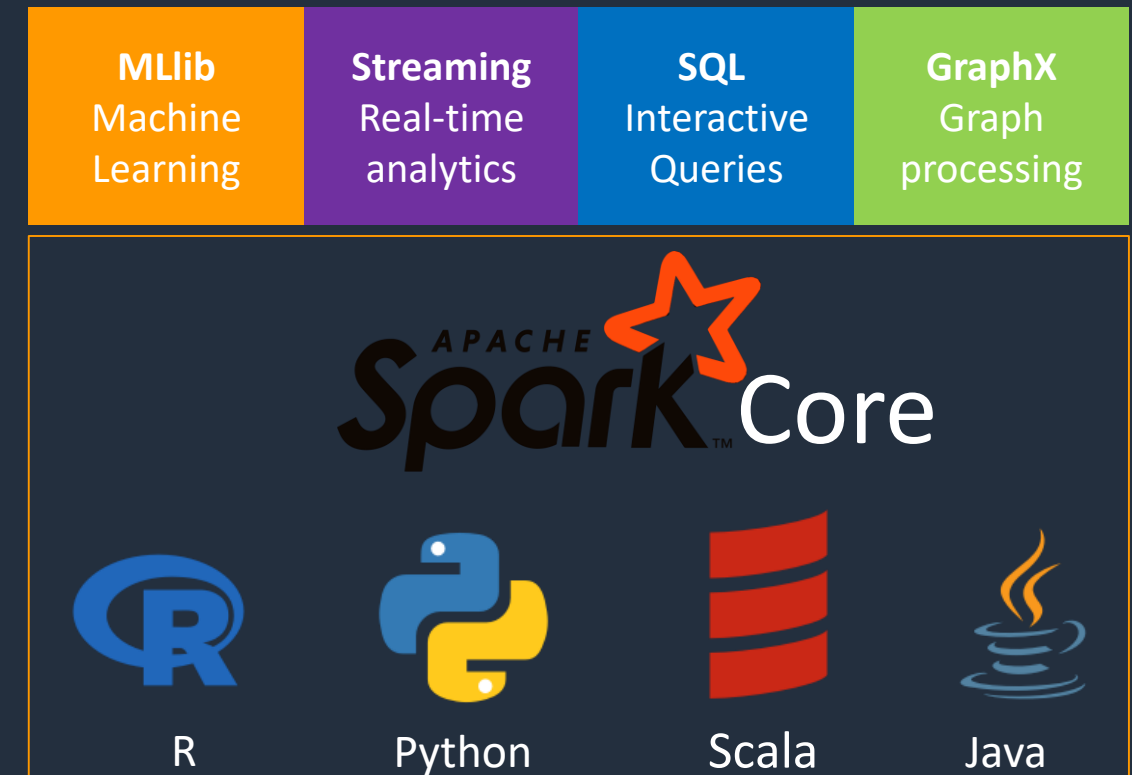 MLlib
Machine
Learning
Streaming
Real-time
analytics
SQL
Interactive
Queries
GraphX
Graph
processing
APACHE
Spark™ Core
R
R
Python
Scala
Java